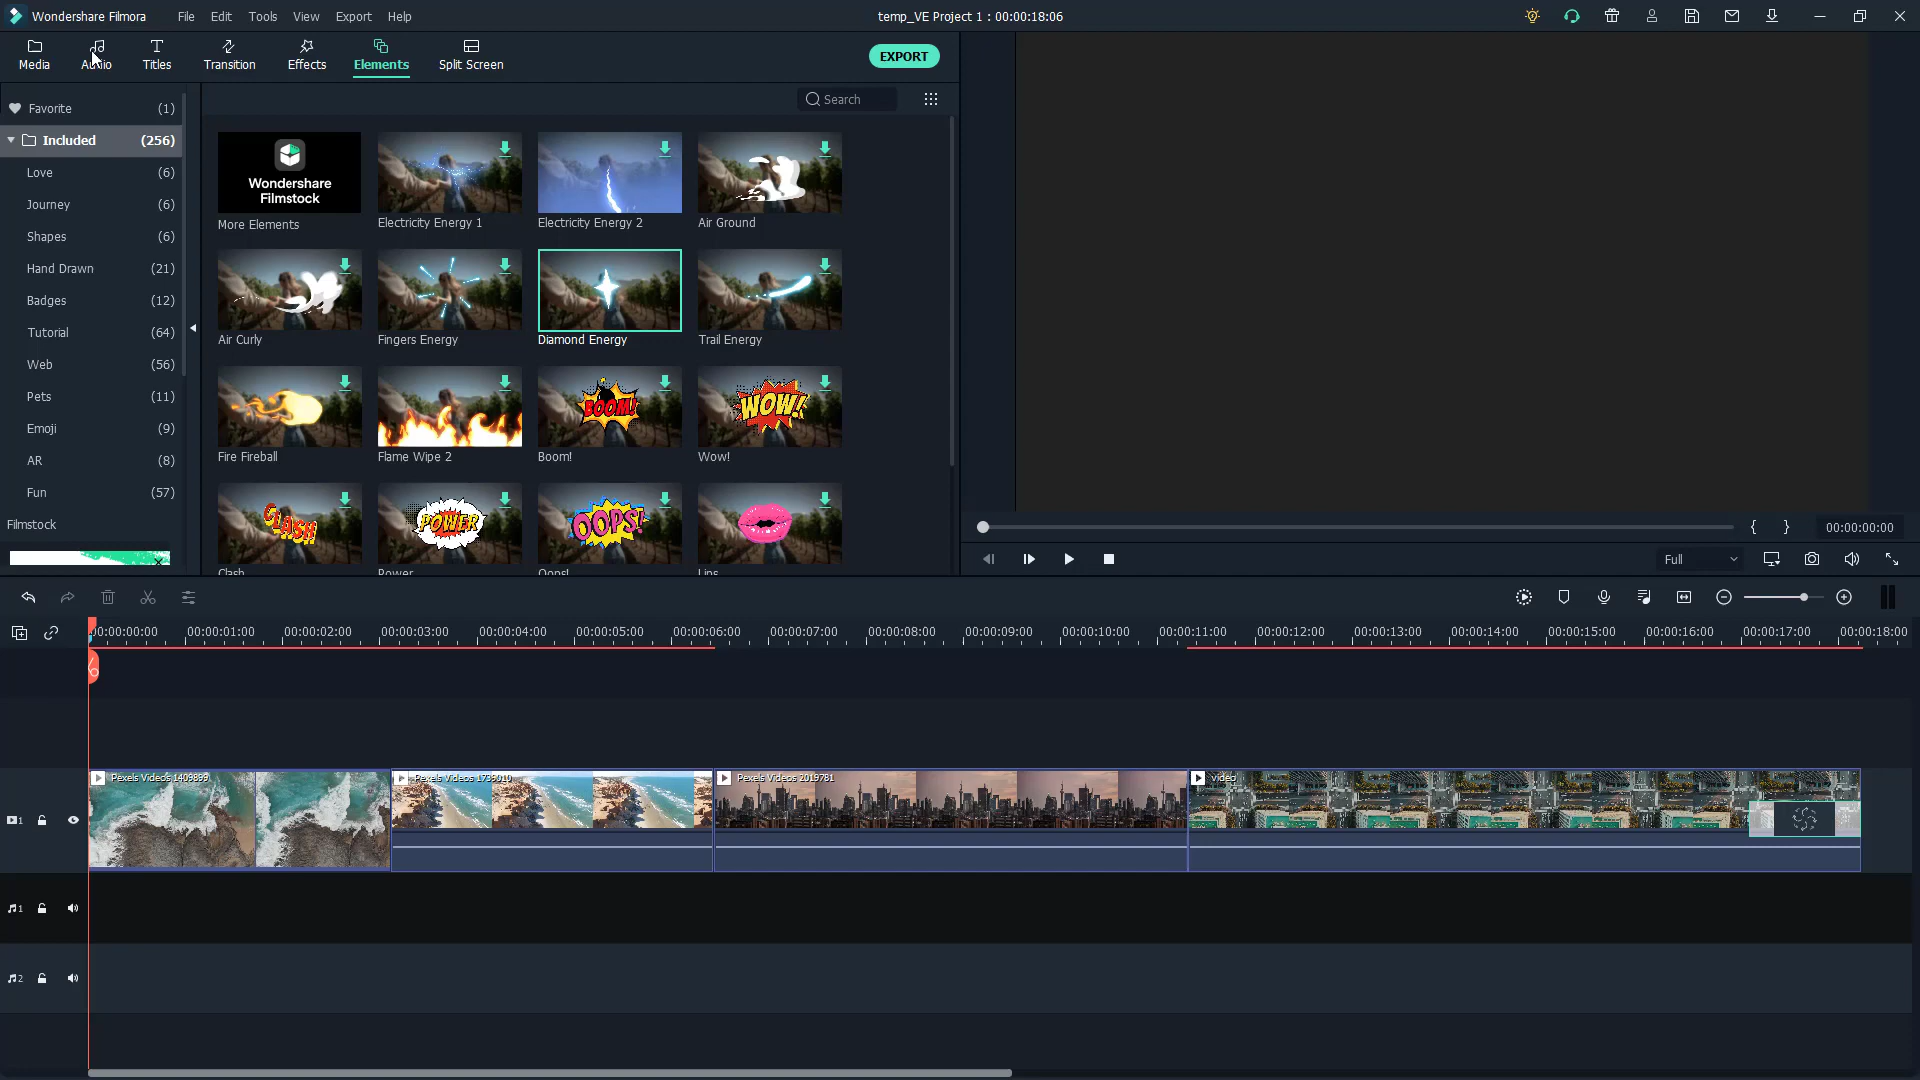 Wondershare Filmora File Edit Tools View Export Help temp_VE Project 1 : 00:00:18:06
Media Audio Titles Transition Effects Elements Split Screen EXPORT
Favorite (1) Search
Included (256)
Love (6)
Journey (6)
Shapes (6)
Hand Drawn (21)
Badges (12)
Tutorial (64)
Web (56)
Pets (11)
Emoji (9)
AR (8)
Fun (57)
Filmstock
Wondershare
Filmstock
More Elements Electricity Energy 1 Electricity Energy 2 Air Ground
Air Curly Fingers Energy Diamond Energy Trail Energy
BOOM! WOW!
Fire Fireball Flame Wipe 2 Boom! Wow!
CLASH POWER OOPS!
Clash Power Oops! Lips
{ } 00:00:00:00
Full
00:00:00:00 00:00:01:00 00:00:02:00 00:00:03:00 00:00:04:00 00:00:05:00 00:00:06:00 00:00:07:00 00:00:08:00 00:00:09:00 00:00:10:00 00:00:11:00 00:00:12:00 00:00:13:00 00:00:14:00 00:00:15:00 00:00:16:00 00:00:17:00 00:00:18:00
Pexels Videos 1409899 Pexels Videos 1739010 Pexels Videos 2019781 video
1
1
2